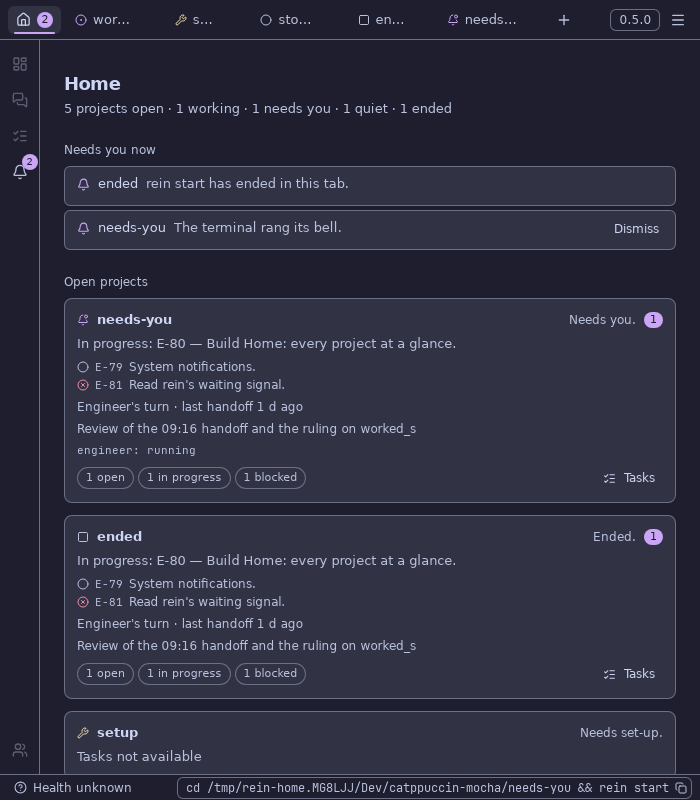 2 wor... s... sto... en... needs... 0.5.0
2
Home
5 projects open · 1 working · 1 needs you · 1 quiet · 1 ended
Needs you now
ended rein start has ended in this tab.
needs-you The terminal rang its bell. Dismiss
Open projects
needs-you Needs you. 1
In progress: E-80 — Build Home: every project at a glance.
E-79 System notifications.
E-81 Read rein's waiting signal.
Engineer's turn · last handoff 1 d ago
Review of the 09:16 handoff and the ruling on worked_s
engineer: running
1 open 1 in progress 1 blocked Tasks
ended Ended. 1
In progress: E-80 — Build Home: every project at a glance.
E-79 System notifications.
E-81 Read rein's waiting signal.
Engineer's turn · last handoff 1 d ago
Review of the 09:16 handoff and the ruling on worked_s
1 open 1 in progress 1 blocked Tasks
setup Needs set-up.
Tasks not available
Health unknown cd /tmp/rein-home.MG8LJJ/Dev/catppuccin-mocha/needs-you && rein start